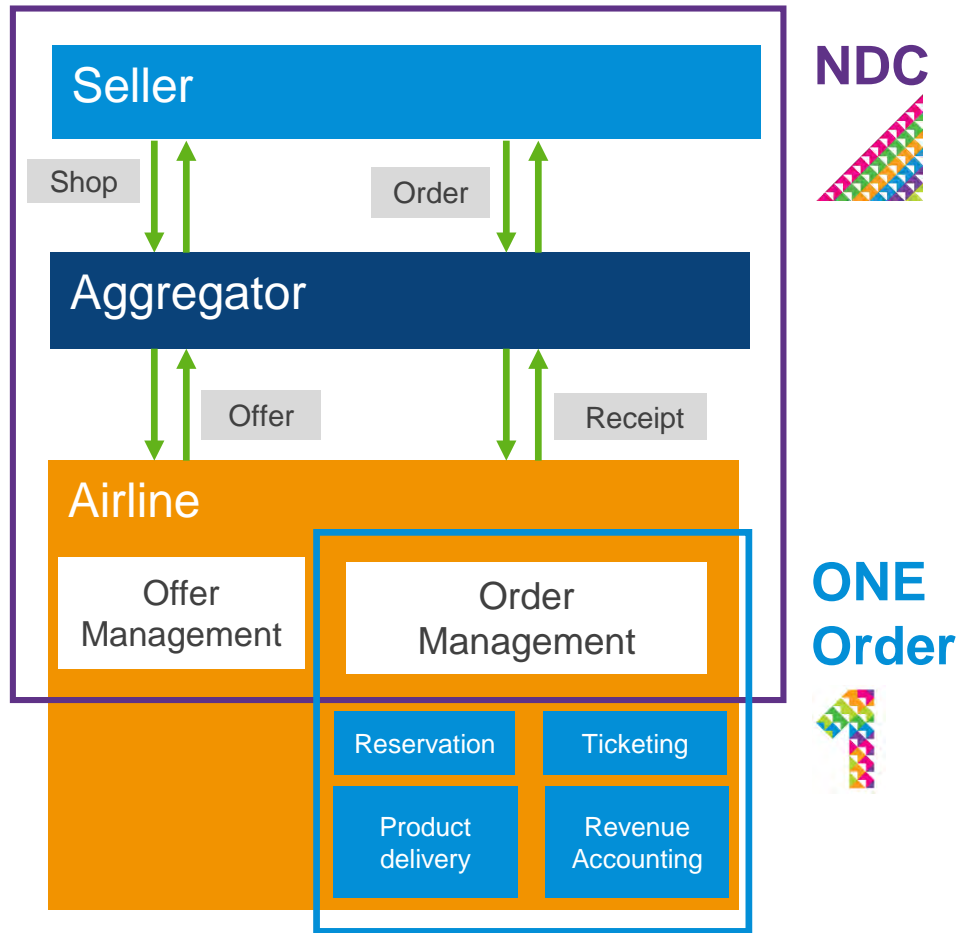 Seller
NDC
Shop
Order
Aggregator
Offer
Receipt
Airline
Offer
Management
Order
Management
ONE
Order
Reservation
Ticketing
Product
delivery
Revenue
Accounting